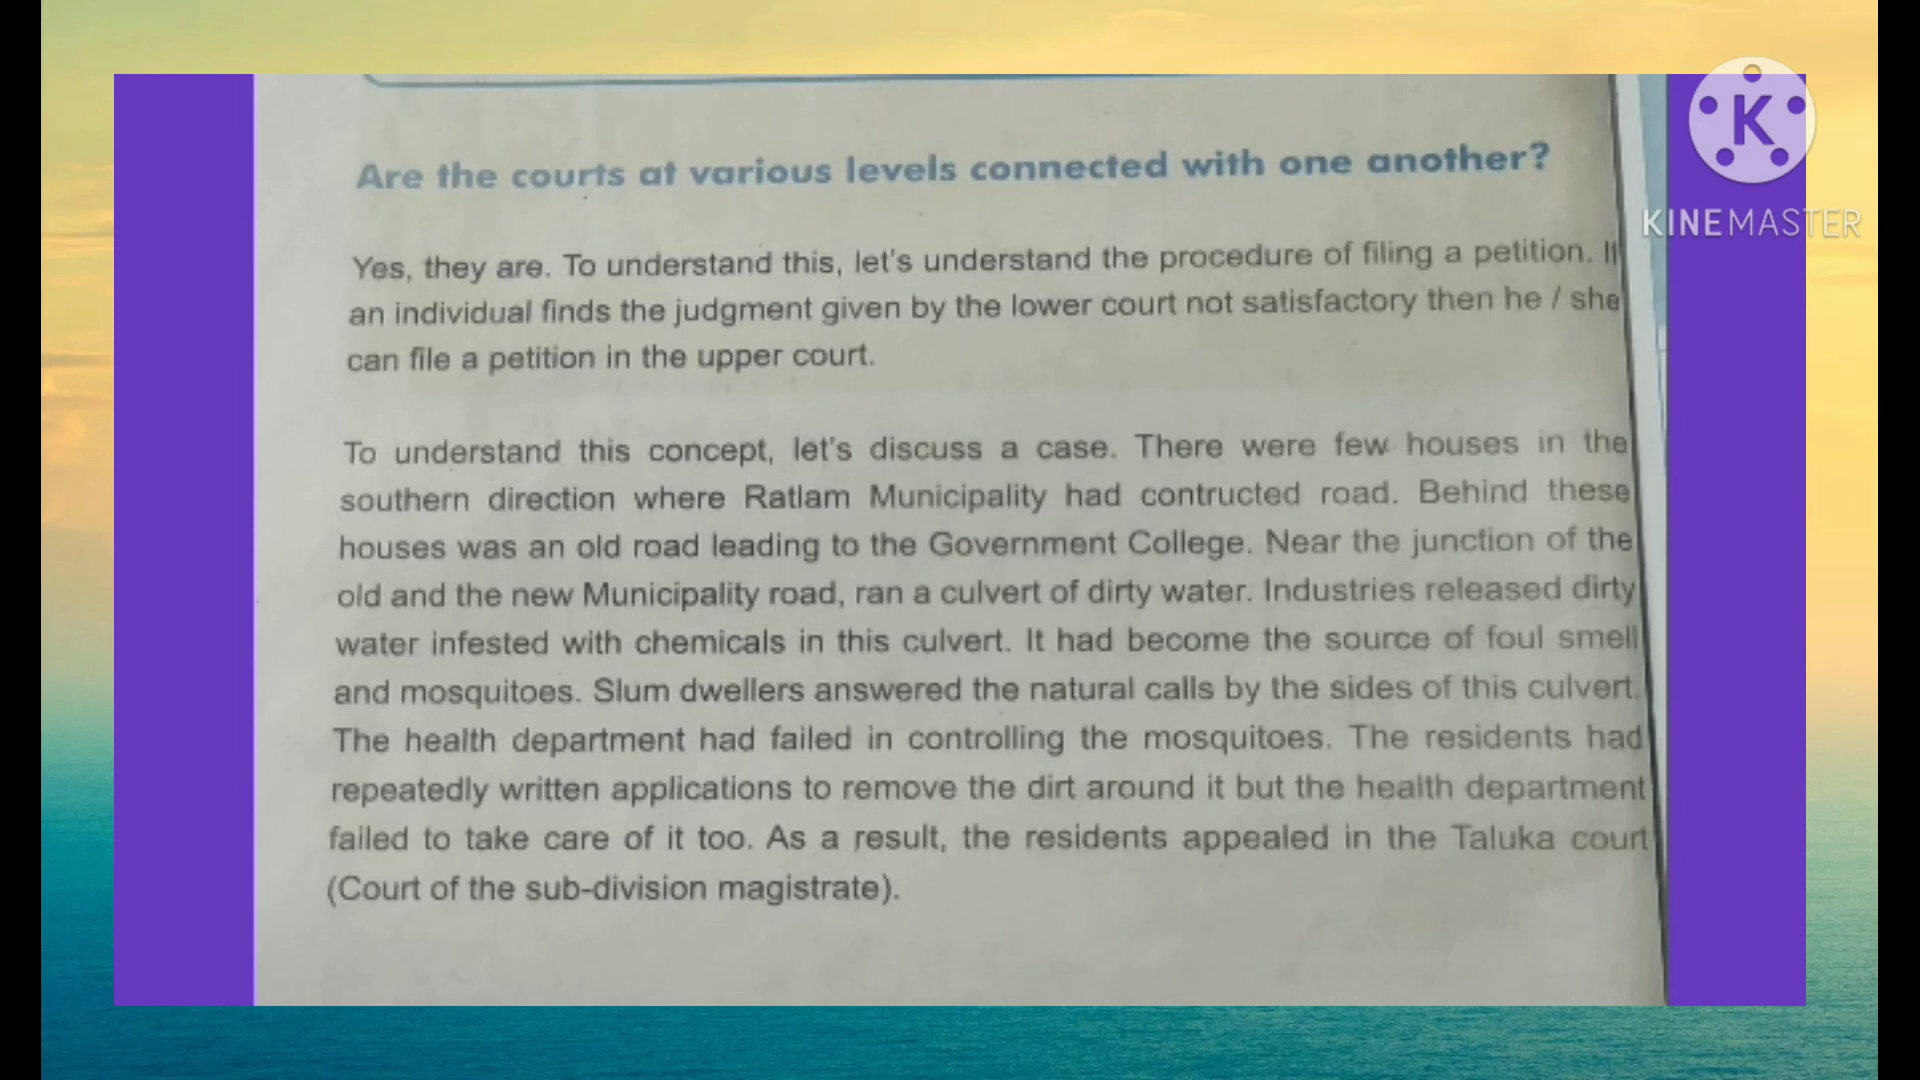 Are the courts at various levels connected with one another?
Yes, they are. To understand this, let's understand the procedure of filing a petition. If
an individual finds the judgment given by the lower court not satisfactory then he / she
can file a petition in the upper court.
To understand this concept, let's discuss a case. There were few houses in the
southern direction where Ratlam Municipality had contructed road. Behind these
houses was an old road leading to the Government College. Near the junction of the
old and the new Municipality road, ran a culvert of dirty water. Industries released dirty
water infested with chemicals in this culvert. It had become the source of foul smell
and mosquitoes. Slum dwellers answered the natural calls by the sides of this culvert.
The health department had failed in controlling the mosquitoes. The residents had
repeatedly written applications to remove the dirt around it but the health department
failed to take care of it too. As a result, the residents appealed in the Taluka court
(Court of the sub-division magistrate).
K
KINEMASTER